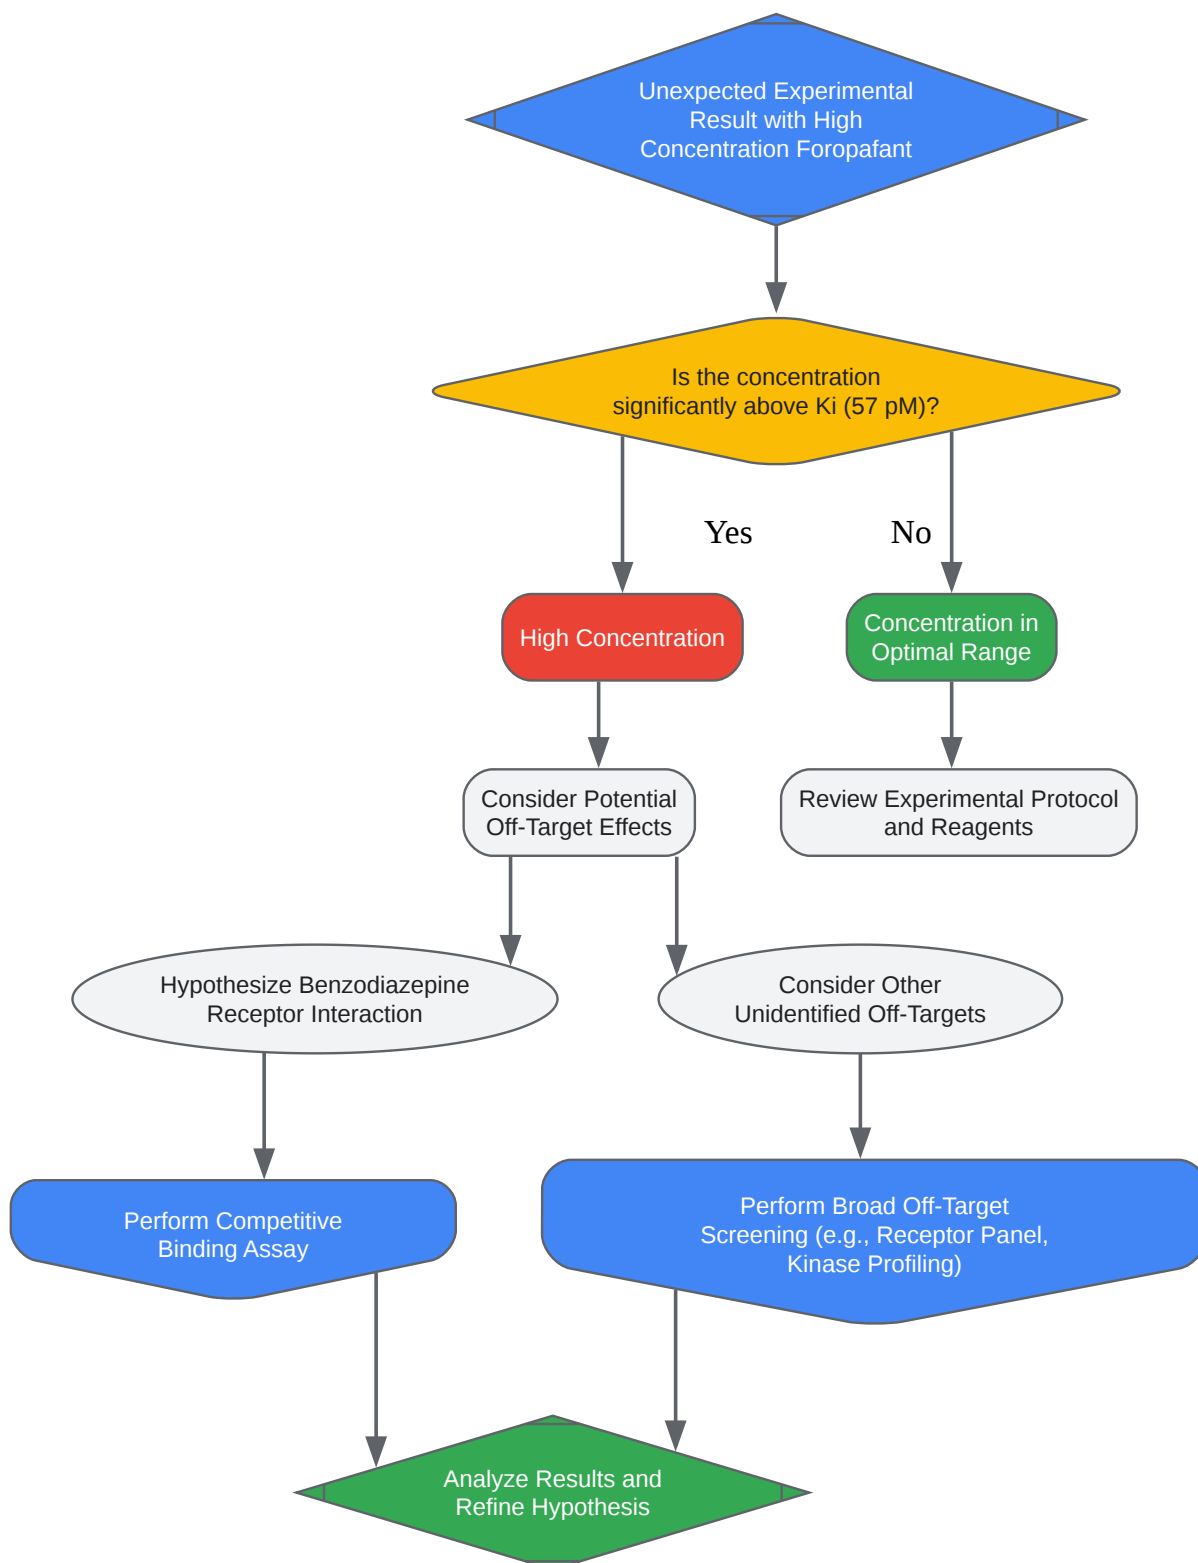 Unexpected Experimental
Result with High
Concentration Foropafant
Is the concentration
significantly above Ki (57 pM)?
Yes
No
High Concentration
Concentration in
Optimal Range
Consider Potential
Off-Target Effects
Review Experimental Protocol
and Reagents
Hypothesize Benzodiazepine
Receptor Interaction
Consider Other
Unidentified Off-Targets
Perform Competitive
Binding Assay
Perform Broad Off-Target
Screening (e.g., Receptor Panel,
Kinase Profiling)
Analyze Results and
Refine Hypothesis